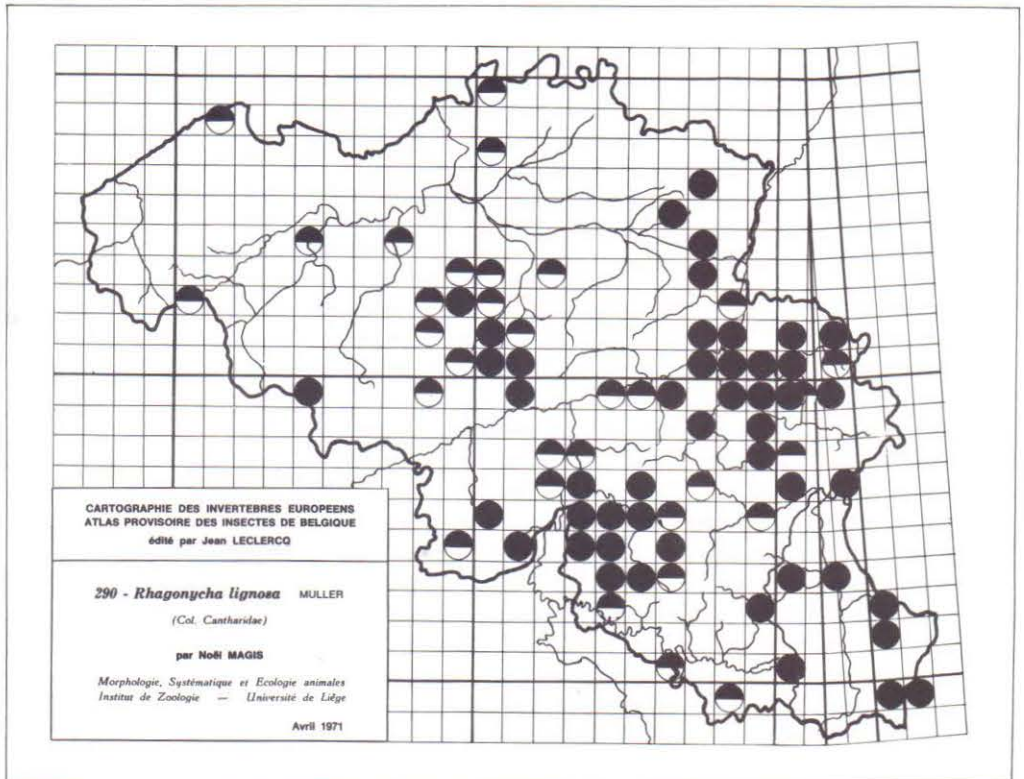 CARTOGRAPHIE DES INVERTEBRES EUROPEENS
ATLAS PROVISOIRE DES INSECTES DE BELGIQUE
édité par Jean LECLERCQ
290 - Rhagonycha lignosa MULLER
(Col. Cantharidae)
par Noël MAGIS
Morphologie, Systématique et Ecologie animales
Institut de Zoologie — Université de Liége
Avril 1971